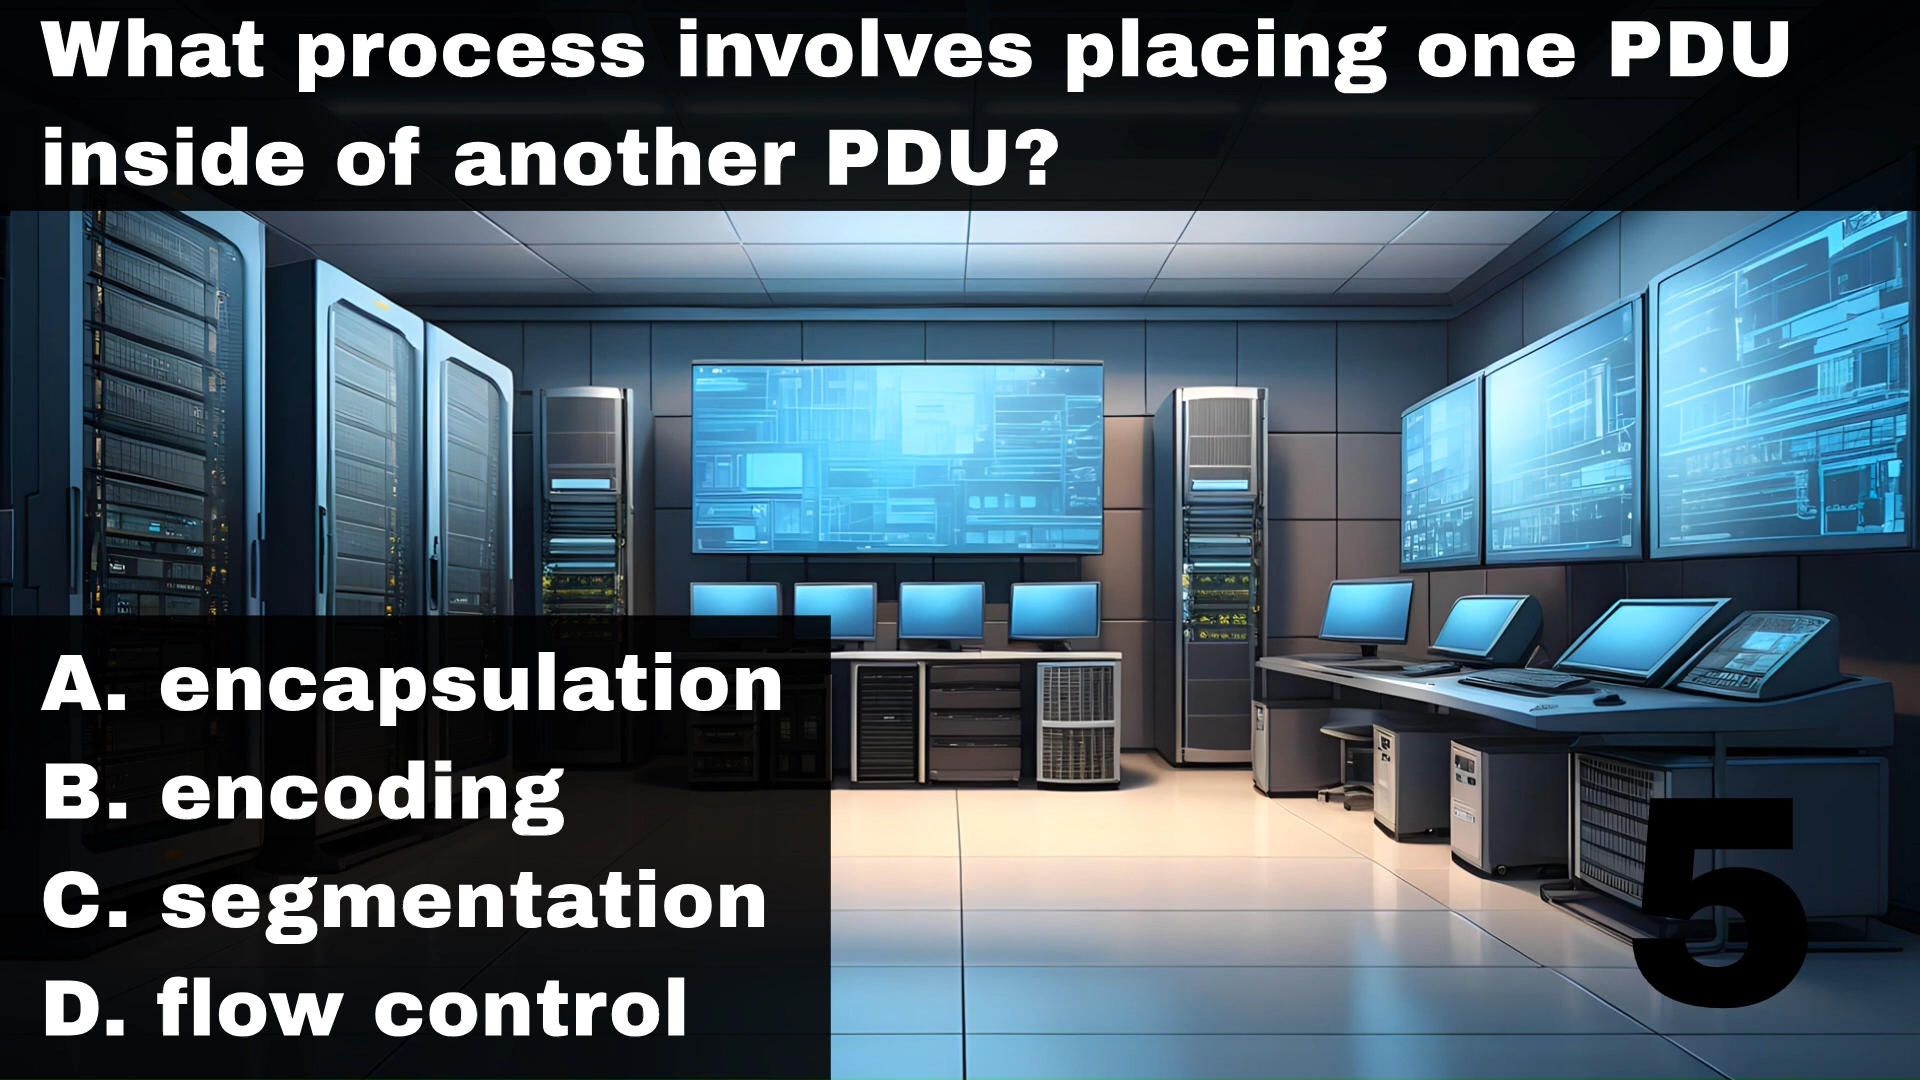 What process involves placing one PDU
inside of another PDU?
A. encapsulation
B. encoding
C. segmentation
D. flow control
5